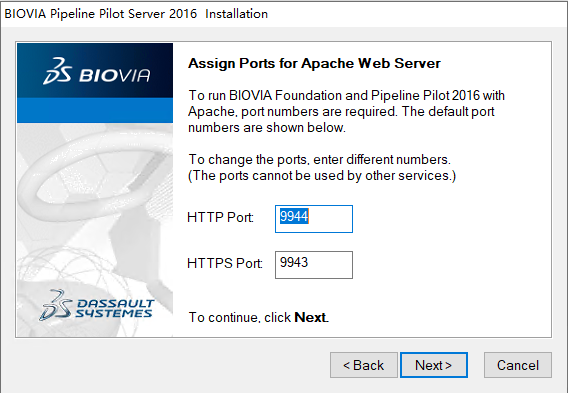 BIOVIA Pipeline Pilot Server 2016 Installation
BIOVIA
Assign Ports for Apache Web Server
To run BIOVIA Foundation and Pipeline Pilot 2016 with
Apache, port numbers are required. The default port
numbers are shown below.
To change the ports, enter different numbers.
(The ports cannot be used by other services.)
HTTP Port: 9944
HTTPS Port: 9943
DASSAULT
SYSTEMES
To continue, click Next.
< Back
Next >
Cancel